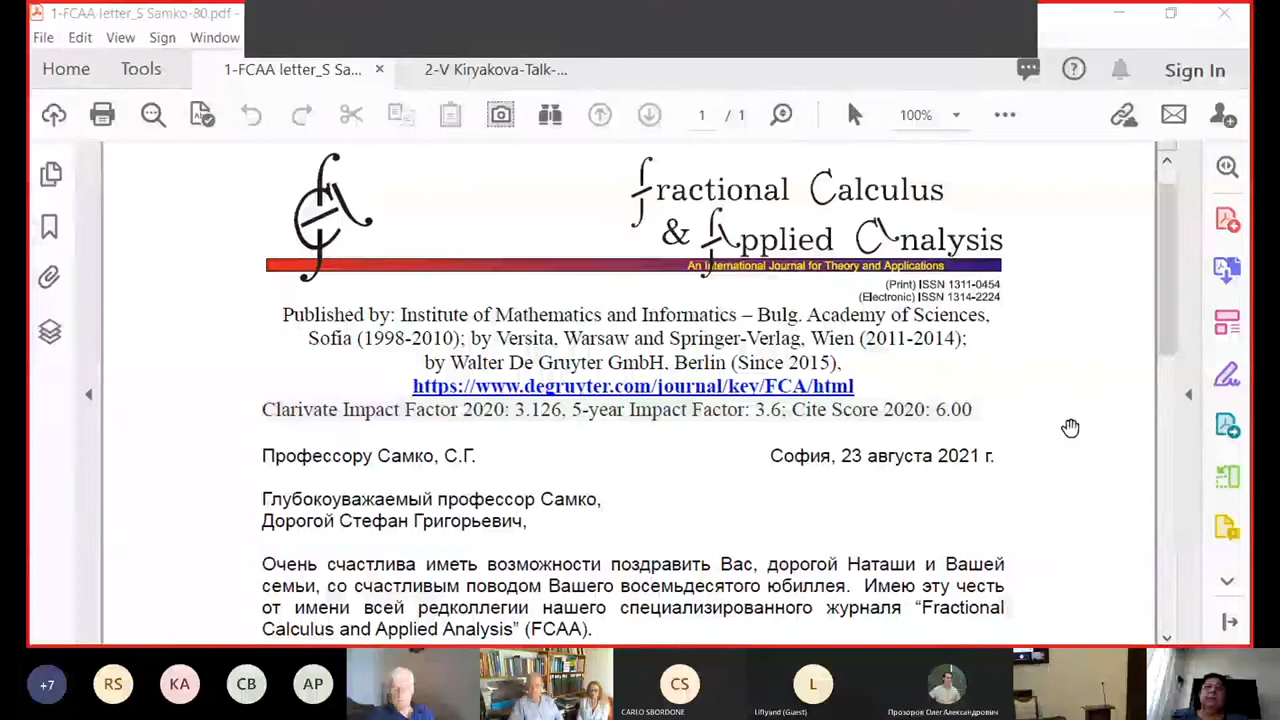 1-FCAA letter_S Samko-80.pdf -
File Edit View Sign Window
Home Tools 1-FCAA letter_S Sa... 2-V Kiryakova-Talk-... Sign In
1 / 1 100%
Fractional Calculus
& Applied Analysis
An International Journal for Theory and Applications
(Print) ISSN 1311-0454
(Electronic) ISSN 1314-2224
Published by: Institute of Mathematics and Informatics – Bulg. Academy of Sciences,
Sofia (1998-2010); by Versita, Warsaw and Springer-Verlag, Wien (2011-2014);
by Walter De Gruyter GmbH, Berlin (Since 2015),
https://www.degruyter.com/journal/key/FCA/html
Clarivate Impact Factor 2020: 3.126, 5-year Impact Factor: 3.6; Cite Score 2020: 6.00
Профессору Самко, С.Г. София, 23 августа 2021 г.
Глубокоуважаемый профессор Самко,
Дорогой Стефан Григорьевич,
Очень счастлива иметь возможности поздравить Вас, дорогой Наташи и Вашей
семьи, со счастливым поводом Вашего восемьдесятого юбиллея. Имею эту честь
от имени всей редколлегии нашего специализированного журнала “Fractional
Calculus and Applied Analysis” (FCAA).
+7 RS KA CB AP CS L
CARLO SBORDONE Liflyand (Guest) Прозоров Олег Александрович